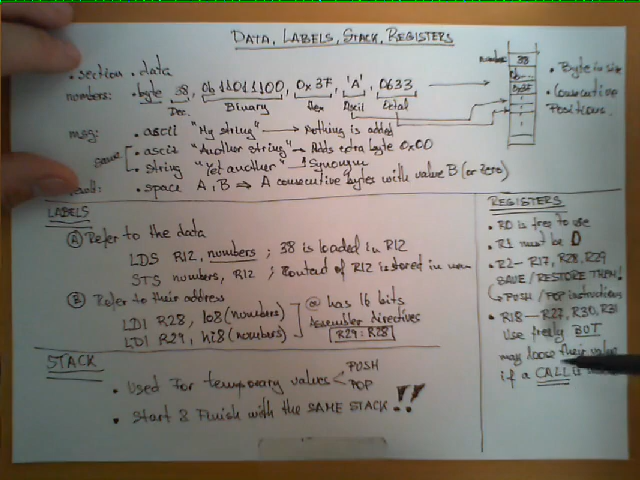 DATA, LABELS, STACK, REGISTERS
.section .data
numbers: .byte 38, 0b11011100, 0x3F, 'A', 0633
Dec. Binary Hex Ascii Octal
numbers 38
• Byte in size
• Consecutive Positions.
msg: .ascii "My string" → Nothing is added
same .asciz "Another string" → Adds extra byte 0x00
.string "Yet another" → Synonym
.space A, B ⇒ A consecutive bytes with value B (or zero)
LABELS
Ⓐ Refer to the data
LDS R12, numbers ; 38 is loaded in R12
STS numbers, R12 ; Content of R12 is stored in
Ⓑ Refer to their address
LDI R28, lo8(numbers)
LDI R29, hi8(numbers)
@ has 16 bits
Assembler directives
R29:R28
STACK
• Used for temporary values < PUSH
POP
• Start & Finish with the SAME STACK !!
REGISTERS
• R0 is free to use
• R1 must be 0
• R2-R17, R28, R29
SAVE/RESTORE THEM!
↳ PUSH/POP instructions
• R18-R27, R30, R31
Use freely BUT
may loose their value
if a CALL is